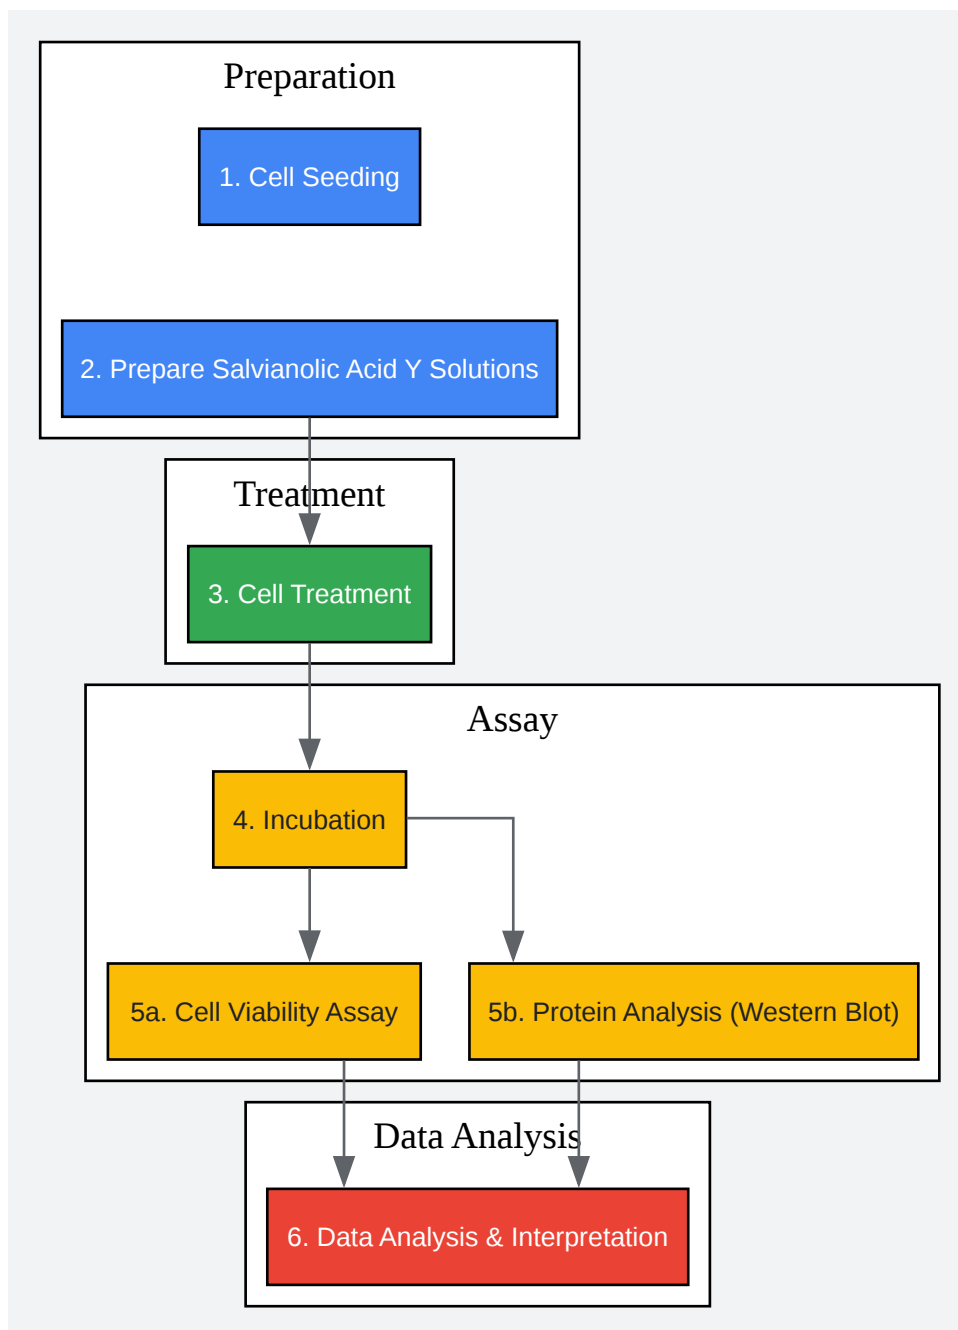 Preparation
1. Cell Seeding
2. Prepare Salvianolic Acid Y Solutions
Treatment
3. Cell Treatment
Assay
4. Incubation
5a. Cell Viability Assay
5b. Protein Analysis (Western Blot)
Data Analysis
6. Data Analysis & Interpretation